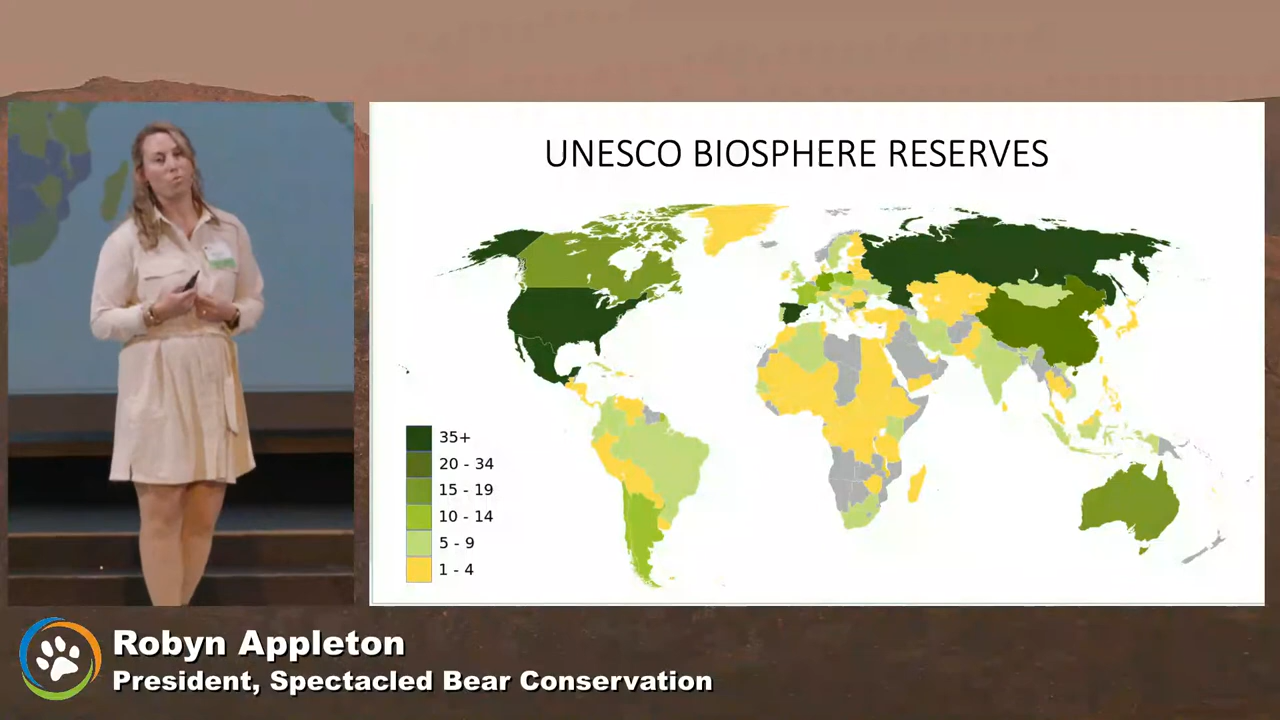 UNESCO BIOSPHERE RESERVES
35+
20 - 34
15 - 19
10 - 14
5 - 9
1 - 4
Robyn Appleton
President, Spectacled Bear Conservation